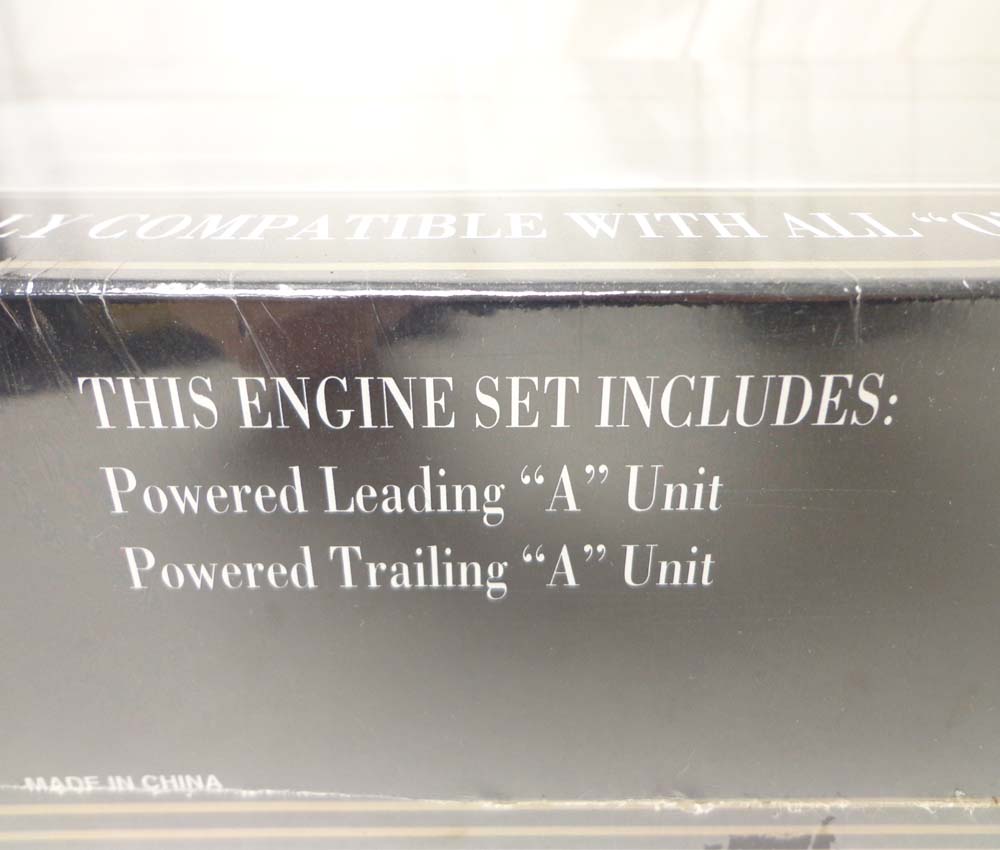 COMPATIBLE WITH ALL
THIS ENGINE SET INCLUDES:
Powered Leading “A” Unit
Powered Trailing “A” Unit
MADE IN CHINA